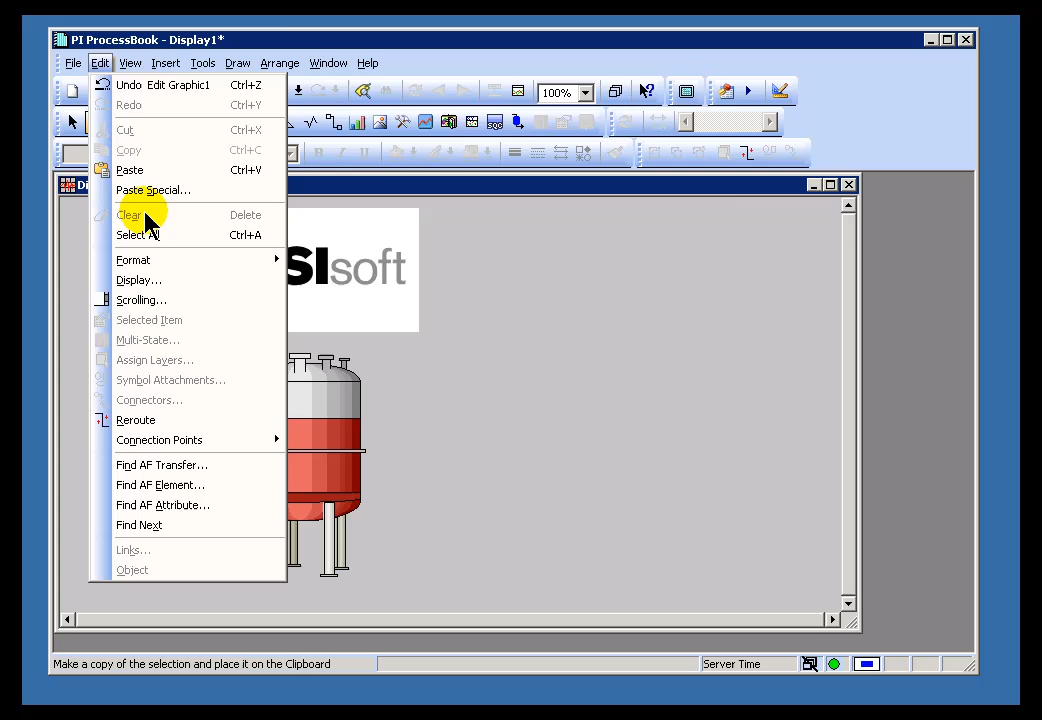 PI ProcessBook - Display1*
File Edit View Insert Tools Draw Arrange Window Help
Undo Edit Graphic1 Ctrl+Z
100%
Redo Ctrl+Y
Cut Ctrl+X
SQC
Copy Ctrl+C
B I U
Paste Ctrl+V
Paste Special...
Di
Clear Delete
Select All Ctrl+A
SIsoft
Format
Display...
Scrolling...
Selected Item
Multi-State...
Assign Layers...
Symbol Attachments...
Connectors...
Reroute
Connection Points
Find AF Transfer...
Find AF Element...
Find AF Attribute...
Find Next
Links...
Object
Make a copy of the selection and place it on the Clipboard
Server Time